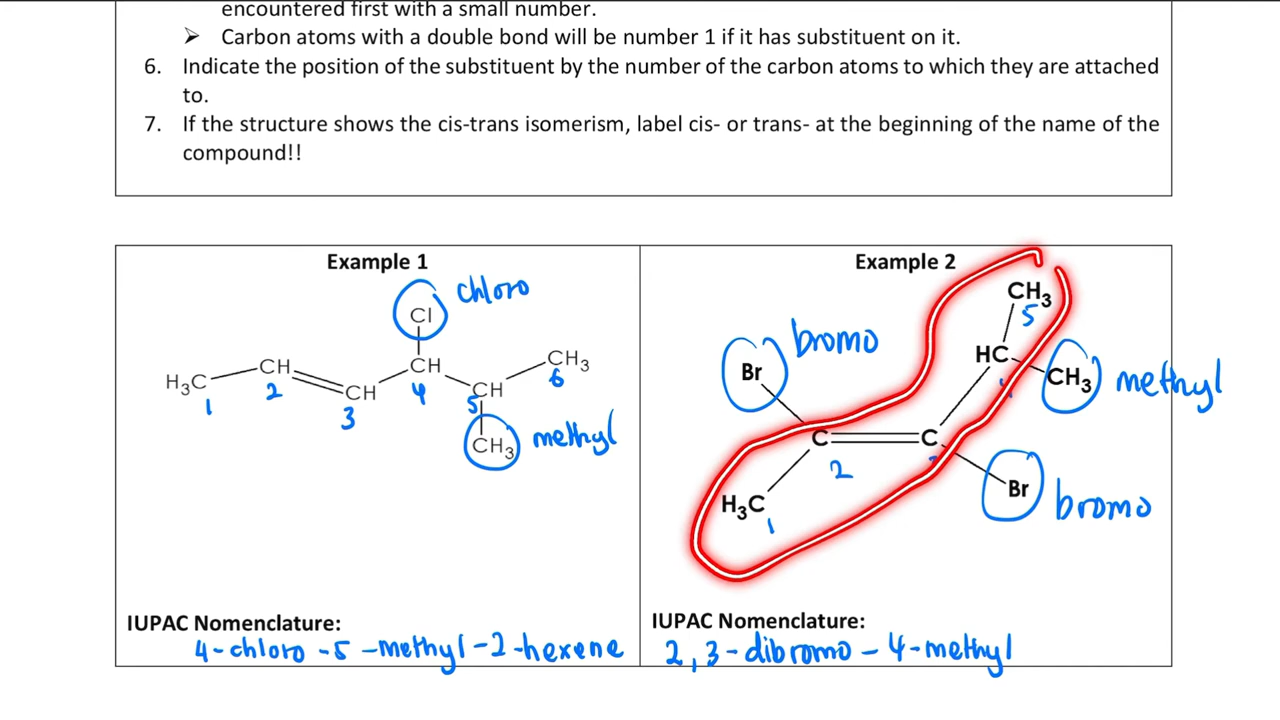 encountered first with a small number.
➢ Carbon atoms with a double bond will be number 1 if it has substituent on it.
6. Indicate the position of the substituent by the number of the carbon atoms to which they are attached
to.
7. If the structure shows the cis-trans isomerism, label cis- or trans- at the beginning of the name of the
compound!!
Example 1
chloro
Cl
H3C
1
CH
2
CH
3
CH
4
CH
5
CH3
6
CH3
methyl
IUPAC Nomenclature:
4-chloro-5-methyl-2-hexene
Example 2
CH3
5
bromo
Br
HC
4
CH3
methyl
C
2
C
H3C
1
Br
bromo
IUPAC Nomenclature:
2,3-dibromo-4-methyl